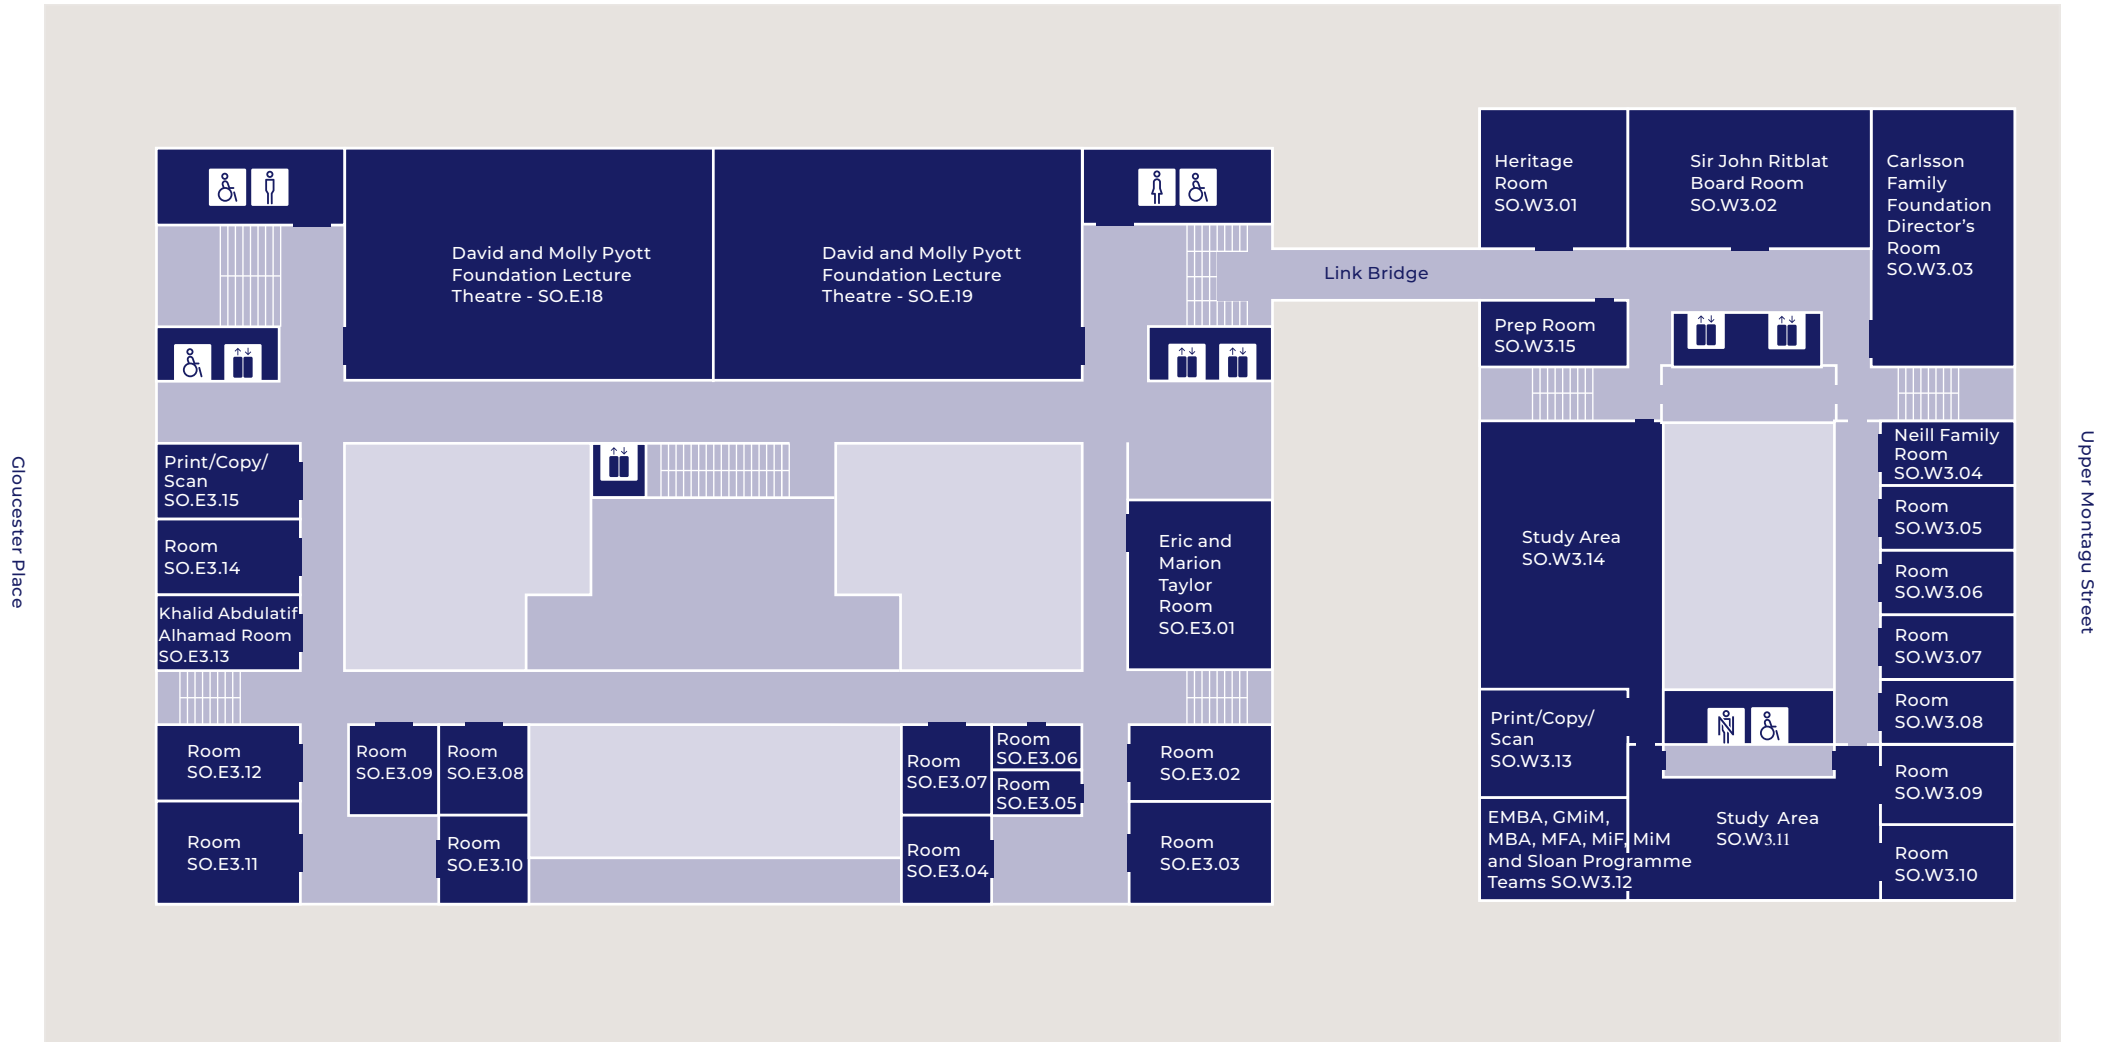 Gloucester Place
David and Molly Pyott
Foundation Lecture
Theatre - SO.E.18
David and Molly Pyott
Foundation Lecture
Theatre - SO.E.19
Print/Copy/
Scan
SO.E3.15
Room
SO.E3.14
Khalid Abdulatif
Alhamad Room
SO.E3.13
Eric and
Marion
Taylor
Room
SO.E3.01
Room
SO.E3.12
Room
SO.E3.11
Room
SO.E3.09
Room
SO.E3.08
Room
SO.E3.10
Room
SO.E3.07
Room
SO.E3.06
Room
SO.E3.05
Room
SO.E3.04
Room
SO.E3.02
Room
SO.E3.03
Link Bridge
Heritage
Room
SO.W3.01
Sir John Ritblat
Board Room
SO.W3.02
Carlsson
Family
Foundation
Director’s
Room
SO.W3.03
Prep Room
SO.W3.15
Study Area
SO.W3.14
Neill Family
Room
SO.W3.04
Room
SO.W3.05
Room
SO.W3.06
Room
SO.W3.07
Room
SO.W3.08
Room
SO.W3.09
Room
SO.W3.10
Print/Copy/
Scan
SO.W3.13
EMBA, GMiM,
MBA, MFA, MiF, MiM
and Sloan Programme
Teams SO.W3.12
Study Area
SO.W3.11
Upper Montagu Street